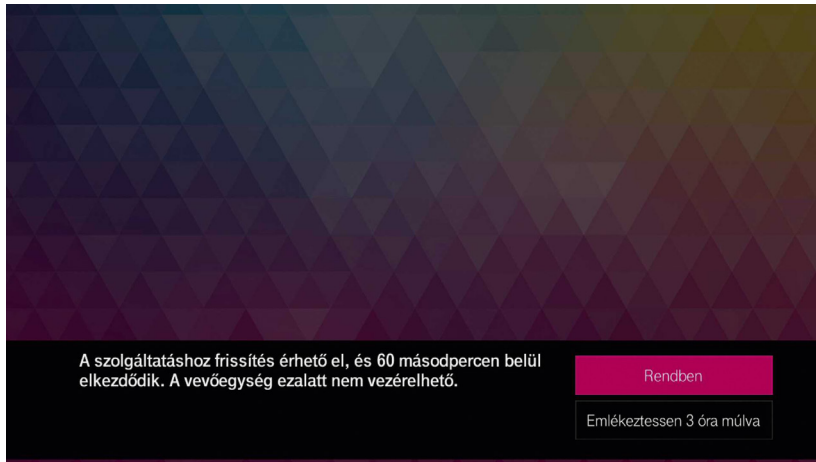 A szolgáltatáshoz frissítés érhető el, és 60 másodpercen belül
elkezdődik. A vevőegység ezalatt nem vezérelhető.
Rendben
Emlékeztessen 3 óra múlva